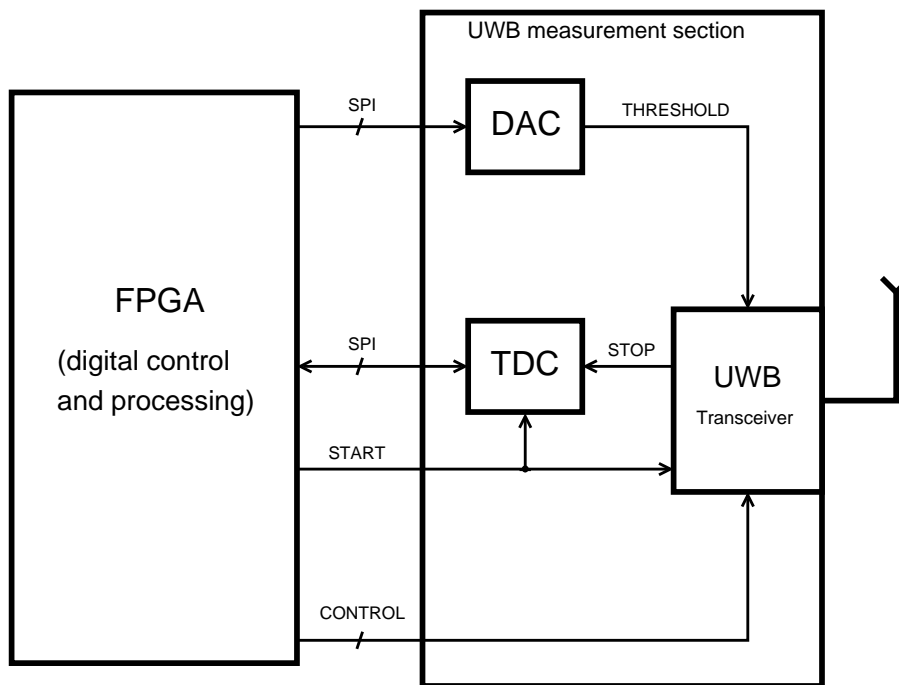 UWB measurement section
SPI
DAC
THRESHOLD
FPGA
(digital control
and processing)
SPI
TDC
STOP
UWB
Transceiver
START
CONTROL